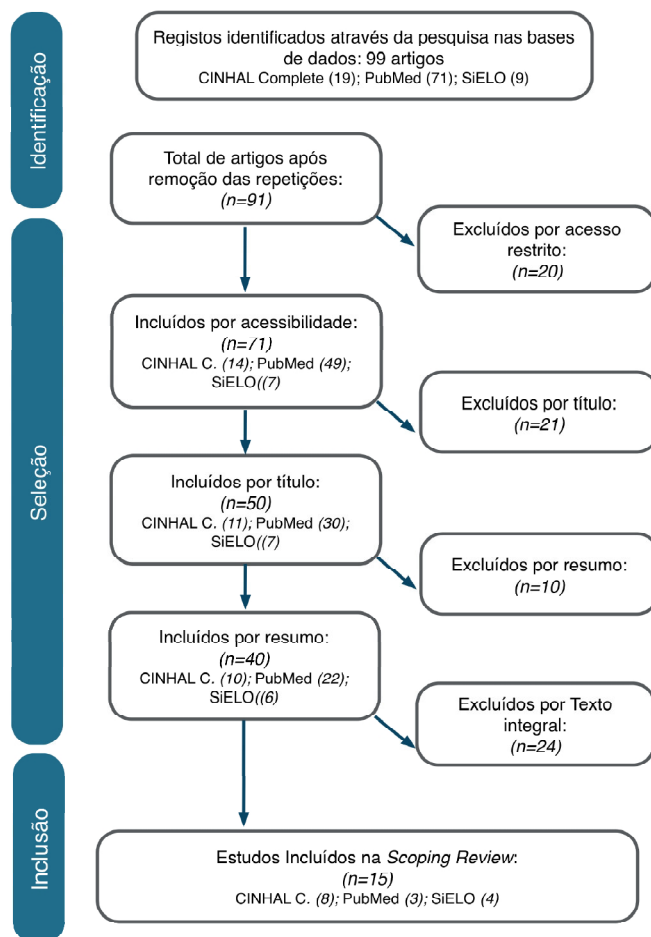 Identificação
Registos identificados através da pesquisa nas bases
de dados: 99 artigos
CINHAL Complete (19); PubMed (71); SiELO (9)
Total de artigos após
remoção das repetições:
(n=91)
Excluídos por acesso
restrito:
(n=20)
Seleção
Incluídos por acessibilidade:
(n=71)
CINHAL C. (14); PubMed (49);
SiELO((7)
Excluídos por título:
(n=21)
Incluídos por título:
(n=50)
CINHAL C. (11); PubMed (30);
SiELO((7)
Excluídos por resumo:
(n=10)
Incluídos por resumo:
(n=40)
CINHAL C. (10); PubMed (22);
SiELO((6)
Excluídos por Texto
integral:
(n=24)
Inclusão
Estudos Incluídos na Scoping Review:
(n=15)
CINHAL C. (8); PubMed (3); SiELO (4)